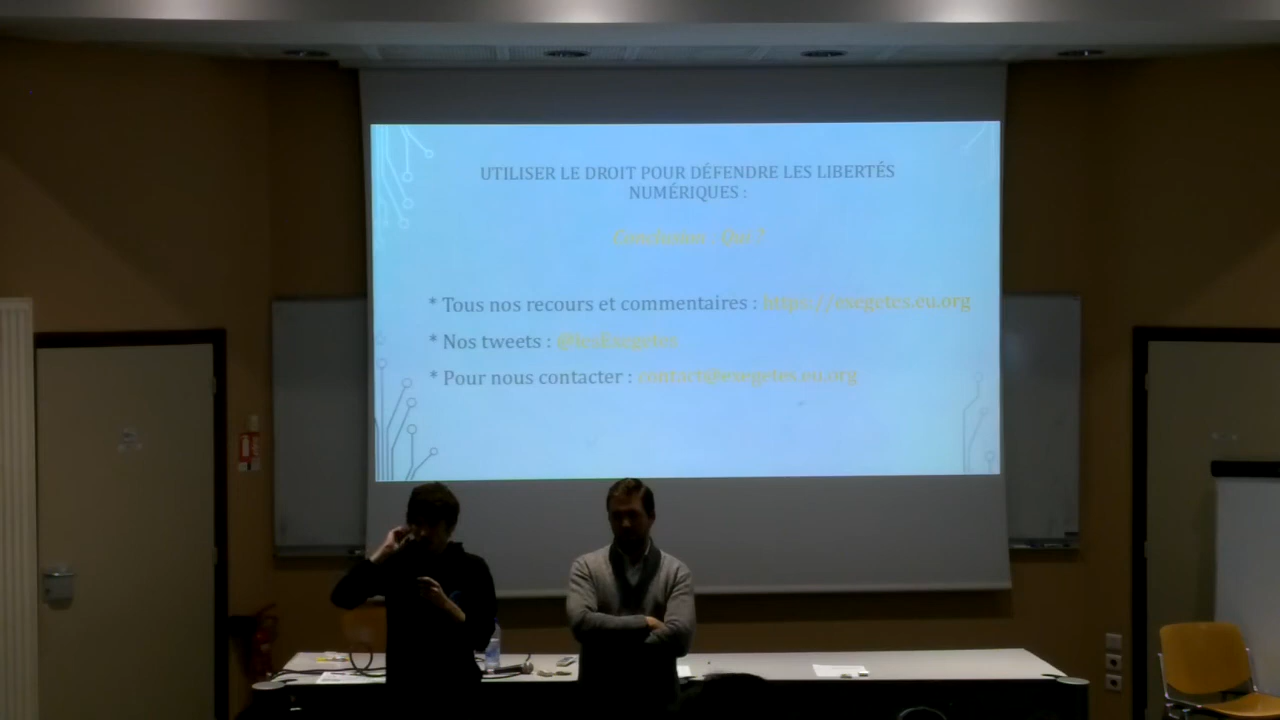 UTILISER LE DROIT POUR DÉFENDRE LES LIBERTÉS
NUMÉRIQUES :
Conclusion : Qui ?
* Tous nos recours et commentaires : https://exegetes.eu.org
* Nos tweets : @lesExegetes
* Pour nous contacter : contact@exegetes.eu.org